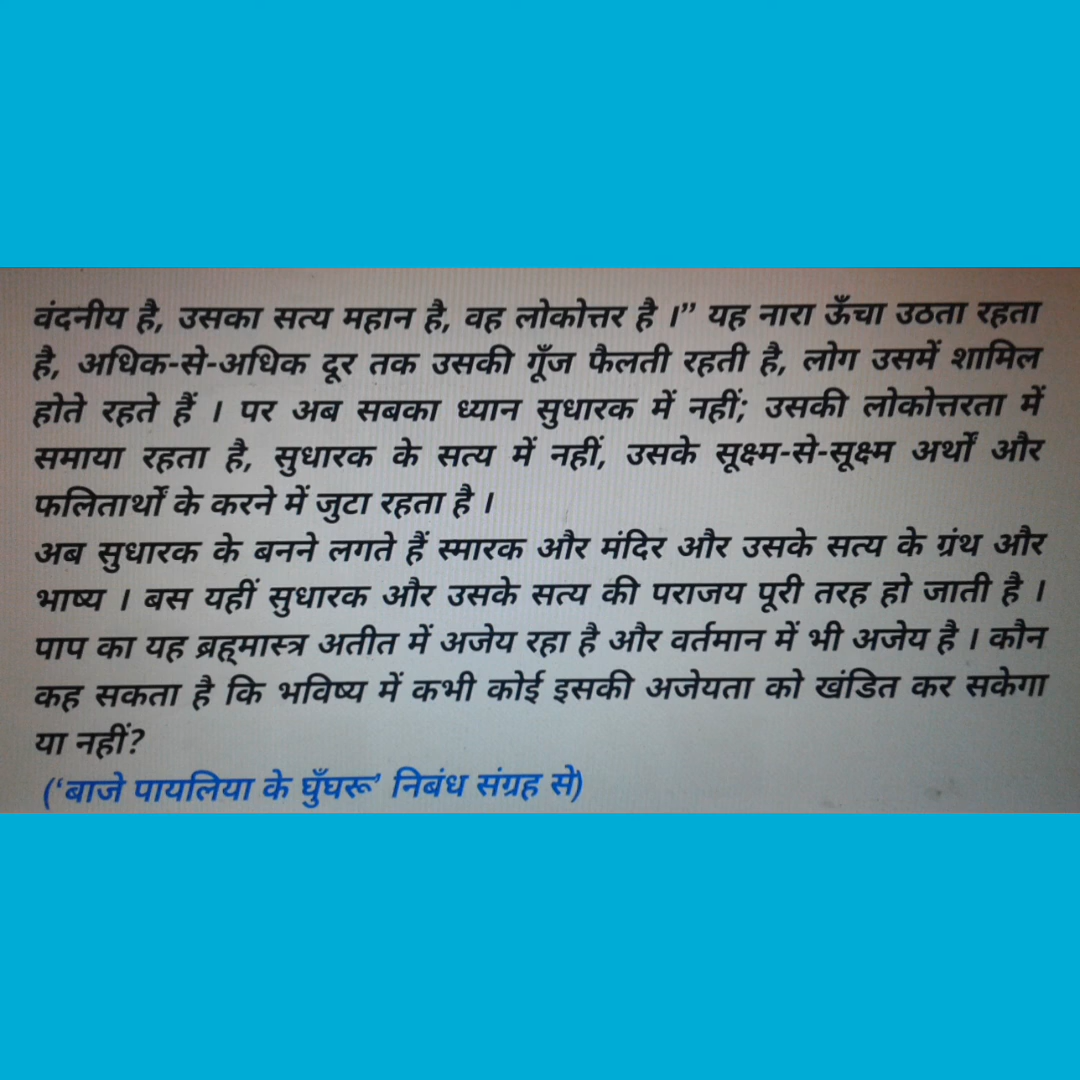 वंदनीय है, उसका सत्य महान है, वह लोकोत्तर है ।” यह नारा ऊँचा उठता रहता
है, अधिक-से-अधिक दूर तक उसकी गूँज फैलती रहती है, लोग उसमें शामिल
होते रहते हैं । पर अब सबका ध्यान सुधारक में नहीं; उसकी लोकोत्तरता में
समाया रहता है, सुधारक के सत्य में नहीं, उसके सूक्ष्म-से-सूक्ष्म अर्थों और
फलितार्थों के करने में जुटा रहता है ।
अब सुधारक के बनने लगते हैं स्मारक और मंदिर और उसके सत्य के ग्रंथ और
भाष्य । बस यहीं सुधारक और उसके सत्य की पराजय पूरी तरह हो जाती है ।
पाप का यह ब्रह्मास्त्र अतीत में अजेय रहा है और वर्तमान में भी अजेय है । कौन
कह सकता है कि भविष्य में कभी कोई इसकी अजेयता को खंडित कर सकेगा
या नहीं?
(‘बाजे पायलिया के घुँघरू’ निबंध संग्रह से)